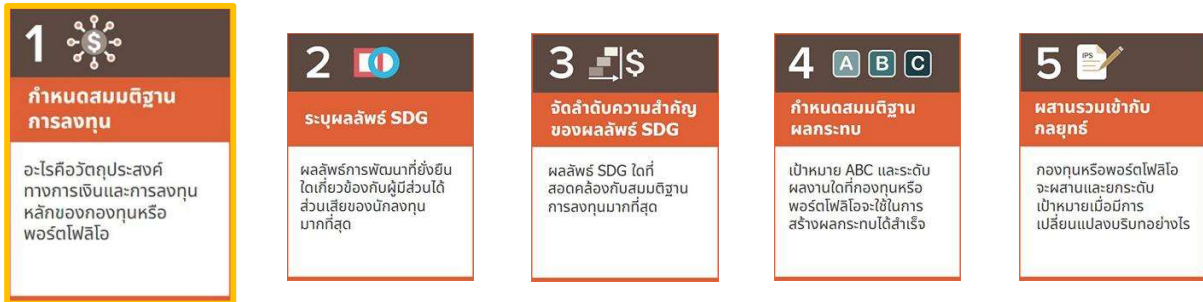 1
กำหนดสมมติฐาน
การลงทุน
อะไรคือวัตถุประสงค์
ทางการเงินและการลงทุน
หลักของกองทุนหรือ
พอร์ตโฟลิโอ
2
ระบุผลลัพธ์ SDG
ผลลัพธ์การพัฒนาที่ยั่งยืน
ใดเกี่ยวข้องกับผู้มีส่วนได้
ส่วนเสียของนักลงทุน
มากที่สุด
3 $
จัดลำดับความสำคัญ
ของผลลัพธ์ SDG
ผลลัพธ์ SDG ใดที่
สอดคล้องกับสมมติฐาน
การลงทุนมากที่สุด
4 A B C
กำหนดสมมติฐาน
ผลกระทบ
เป้าหมาย ABC และระดับ
ผลงานใดที่กองทุนหรือ
พอร์ตโฟลิโอจะใช้ในการ
สร้างผลกระทบได้สำเร็จ
5 IPS
ผสานรวมเข้ากับ
กลยุทธ์
กองทุนหรือพอร์ตโฟลิโอ
จะผสานและยกระดับ
เป้าหมายเมื่อมีการ
เปลี่ยนแปลงบริบทอย่างไร